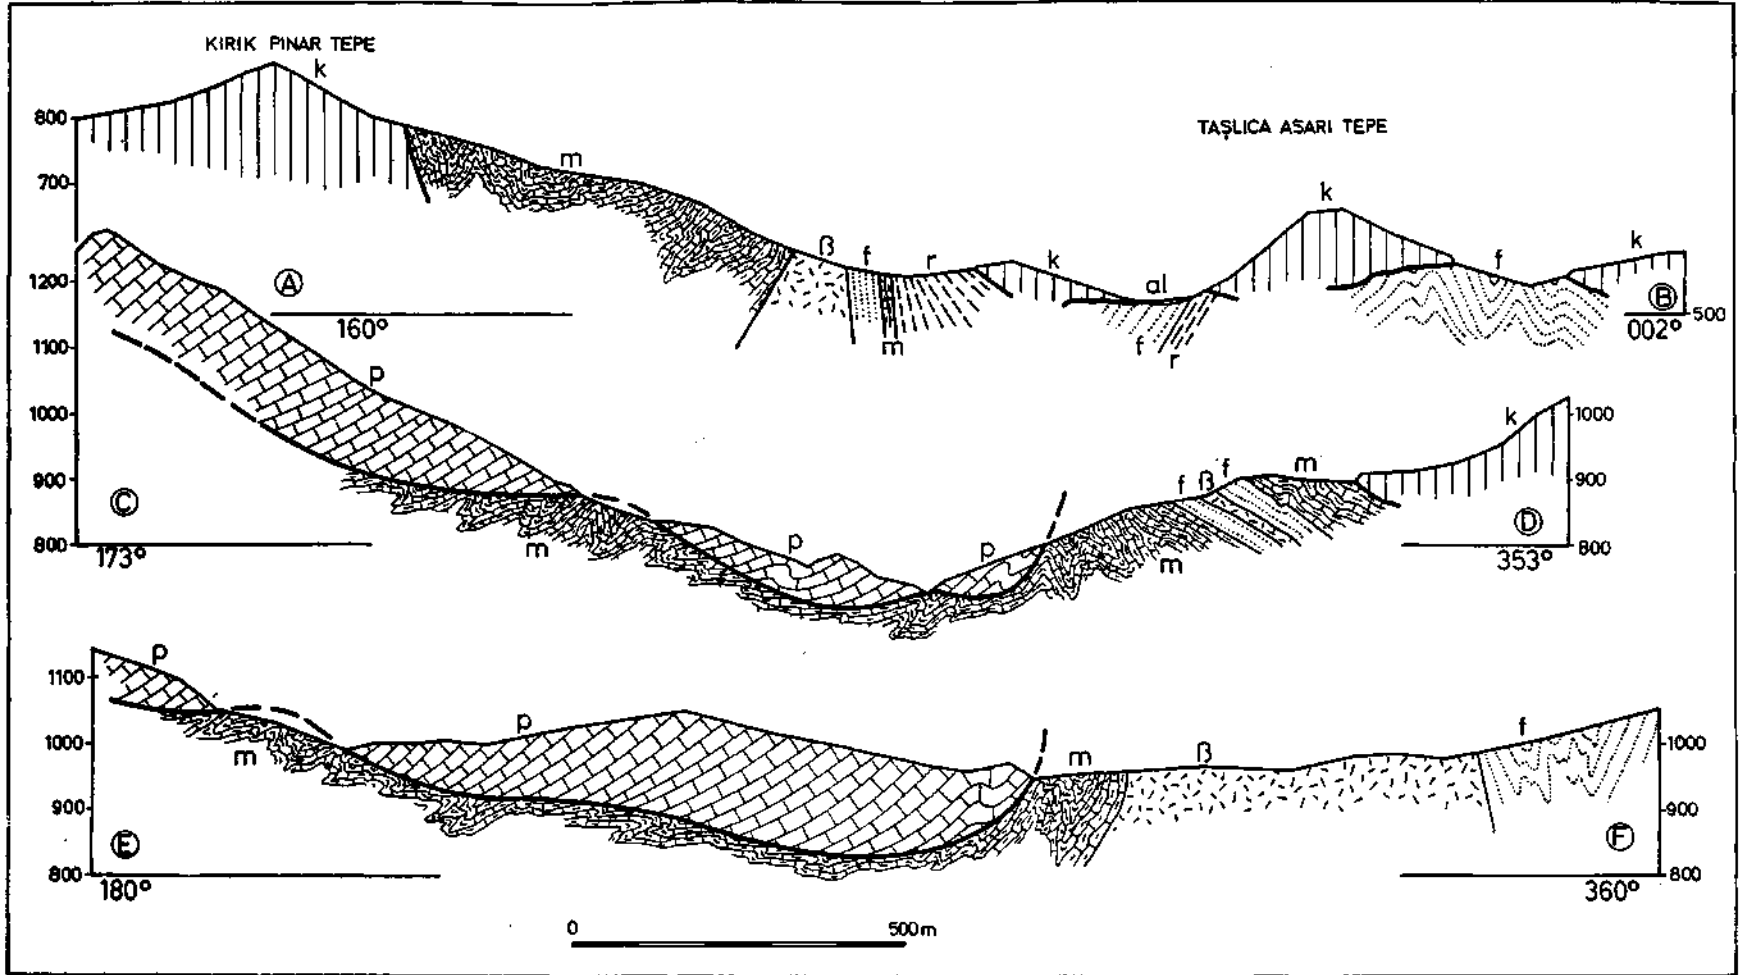 KIRIK PINAR TEPE
k
800
TAŞLICA ASARI TEPE
m
700
k
ß f r k al f k
1200
A
B
500
160°
m
f r
002°
1100
p
1000
k
1000
900
f ß f m
900
C
D
800
173°
m
p
p
m
353°
800
p
1100
p
m
ß
f
1000
m
1000
900
900
E
F
800
180°
360°
800
0 500m